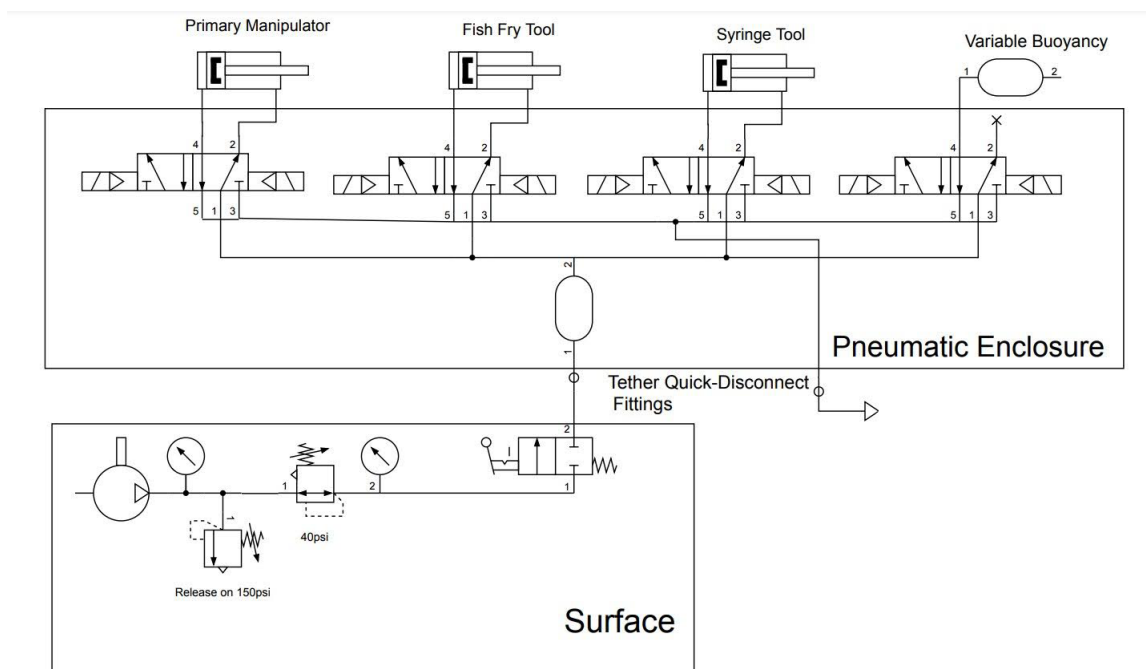 Primary Manipulator
Fish Fry Tool
Syringe Tool
Variable Buoyancy
1 2
4 2
4 2
4 2
4 2
5 1 3
5 1 3
5 1 3
5 1 3
2
1
Pneumatic Enclosure
Tether Quick-Disconnect
Fittings
2
1
1 2
1
40psi
Release on 150psi
Surface